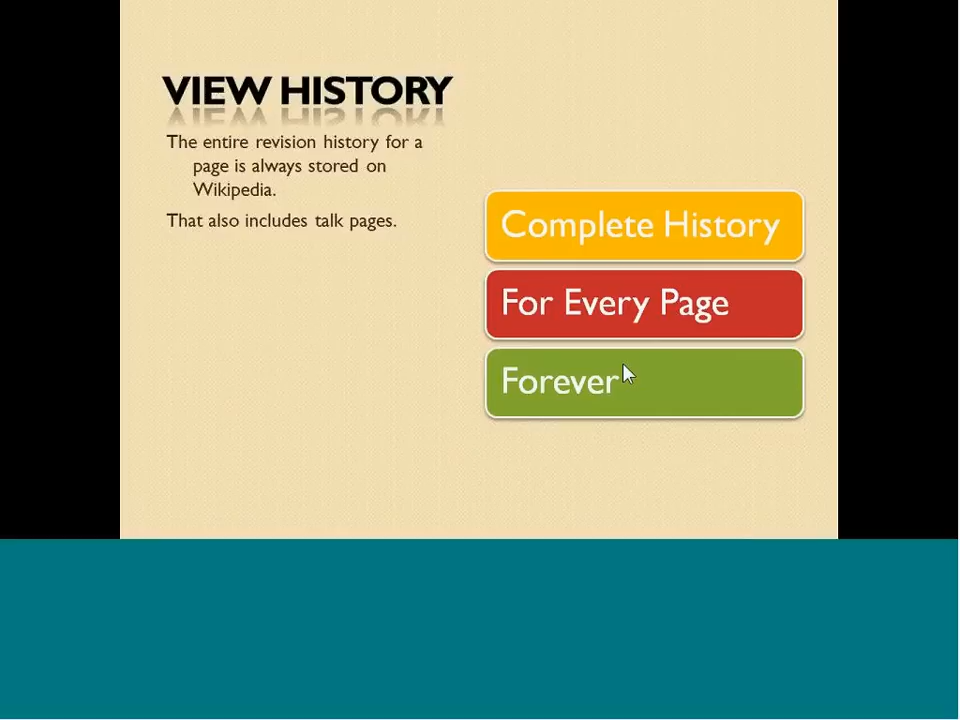 VIEW HISTORY
The entire revision history for a
page is always stored on
Wikipedia.
That also includes talk pages.
Complete History
For Every Page
Forever